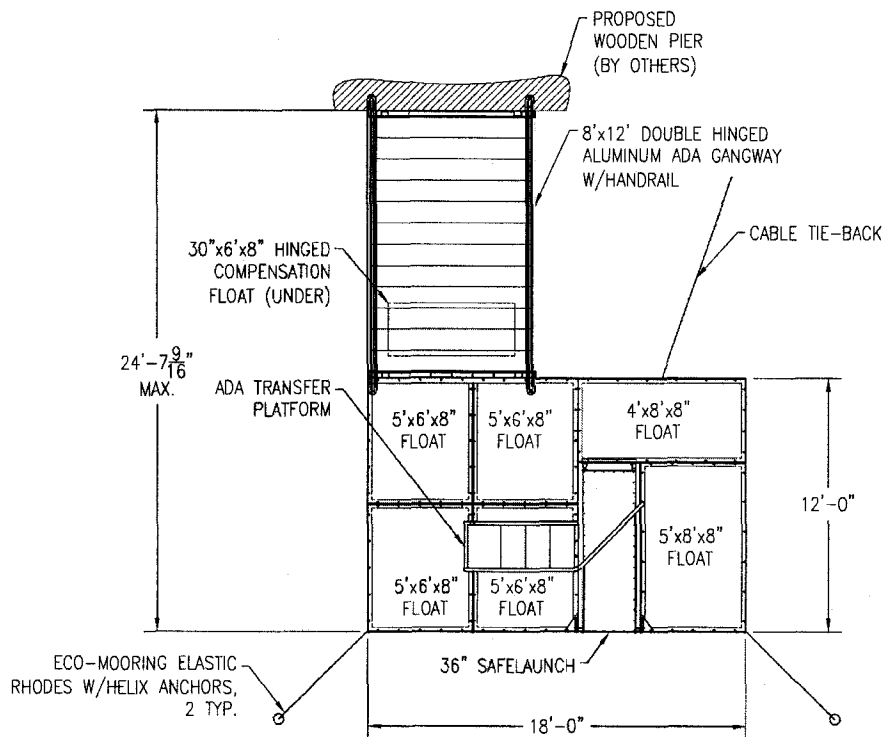 PROPOSED
WOODEN PIER
(BY OTHERS)
8'x12' DOUBLE HINGED
ALUMINUM ADA GANGWAY
W/HANDRAIL
CABLE TIE-BACK
30"x6'x8" HINGED
COMPENSATION
FLOAT (UNDER)
24'-7 9/16"
MAX.
ADA TRANSFER
PLATFORM
5'x6'x8"
FLOAT
5'x6'x8"
FLOAT
4'x8'x8"
FLOAT
12'-0"
5'x8'x8"
FLOAT
5'x6'x8"
FLOAT
5'x6'x8"
FLOAT
ECO-MOORING ELASTIC
RHODES W/HELIX ANCHORS,
2 TYP.
36" SAFELAUNCH
18'-0"